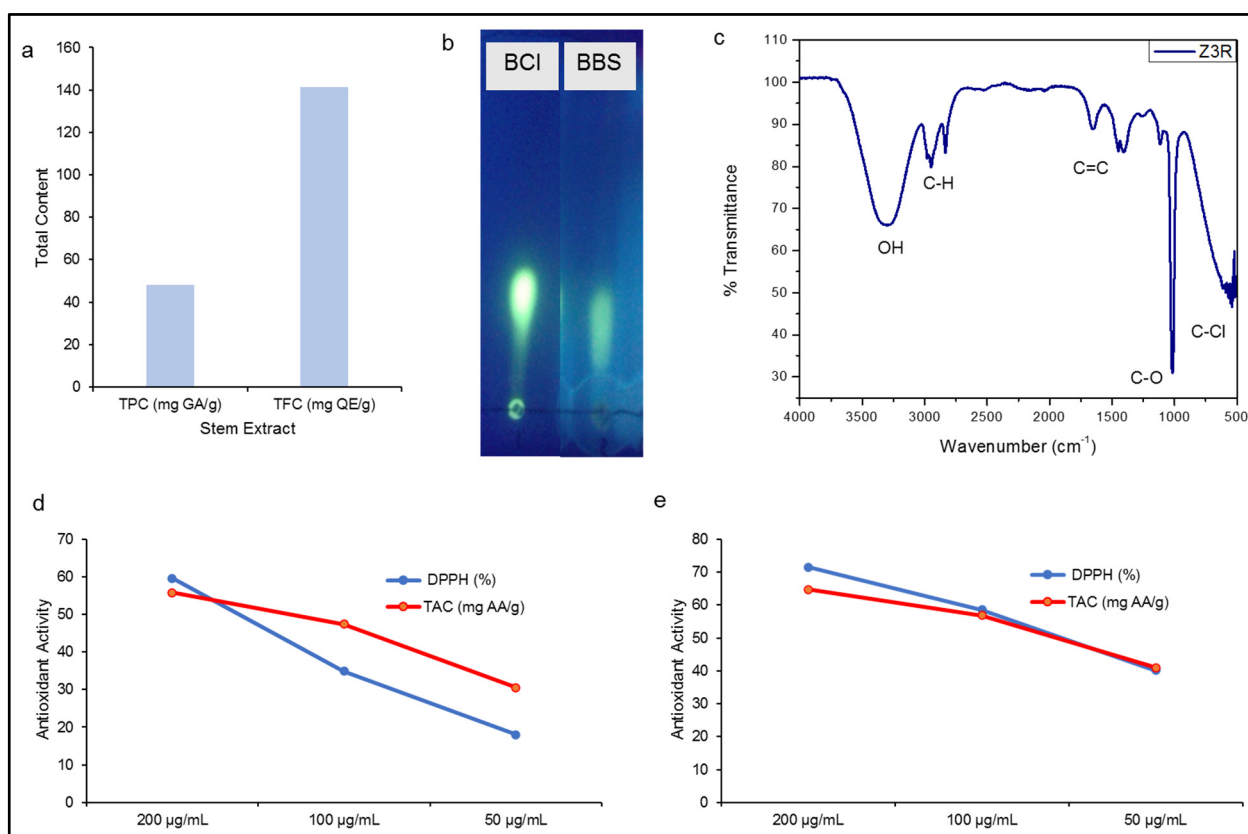 a
160
140
120
100
80
60
40
20
0
Total Content
TPC (mg GA/g)
TFC (mg QE/g)
Stem Extract
b
BCl
BBS
c
110
100
90
80
70
60
50
40
30
% Transmittance
Z3R
OH
C-H
C=C
C-O
C-Cl
4000
3500
3000
2500
2000
1500
1000
500
Wavenumber (cm⁻¹)
d
70
60
50
40
30
20
10
0
Antioxidant Activity
DPPH (%)
TAC (mg AA/g)
200 µg/mL
100 µg/mL
50 µg/mL
e
80
70
60
50
40
30
20
10
0
Antioxidant Activity
DPPH (%)
TAC (mg AA/g)
200 µg/mL
100 µg/mL
50 µg/mL